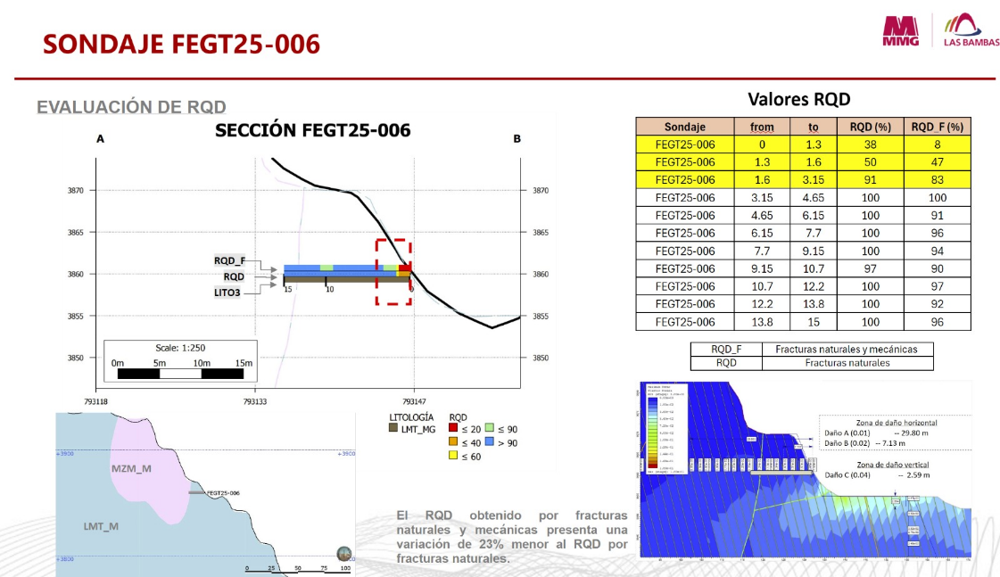 SONDAJE FEGT25-006
MMG
LAS BAMBAS
EVALUACIÓN DE RQD
SECCIÓN FEGT25-006
A B
3870 3870
3865 3865
3860 3860
3855 3855
3850 3850
RQD_F
RQD
LITO3
15 10 0
Scale: 1:250
0m 5m 10m 15m
793118 793133 793147
LITOLOGÍA RQD
LMT_MG ≤ 20 ≤ 90
≤ 40 > 90
≤ 60
+3900 +3900
MZM_M
FEGT25-006
LMT_M
+3800
0 25 50 75 100
El RQD obtenido por fracturas
naturales y mecánicas presenta una
variación de 23% menor al RQD por
fracturas naturales.
Valores RQD
Sondaje from to RQD (%) RQD_F (%)
FEGT25-006 0 1.3 38 8
FEGT25-006 1.3 1.6 50 47
FEGT25-006 1.6 3.15 91 83
FEGT25-006 3.15 4.65 100 100
FEGT25-006 4.65 6.15 100 91
FEGT25-006 6.15 7.7 100 96
FEGT25-006 7.7 9.15 100 94
FEGT25-006 9.15 10.7 97 90
FEGT25-006 10.7 12.2 100 97
FEGT25-006 12.2 13.8 100 92
FEGT25-006 13.8 15 100 96
RQD_F Fracturas naturales y mecánicas
RQD Fracturas naturales
Zona de daño horizontal
Daño A (0.01) -- 29.80 m
Daño B (0.02) -- 7.13 m
Zona de daño vertical
Daño C (0.04) -- 2.59 m